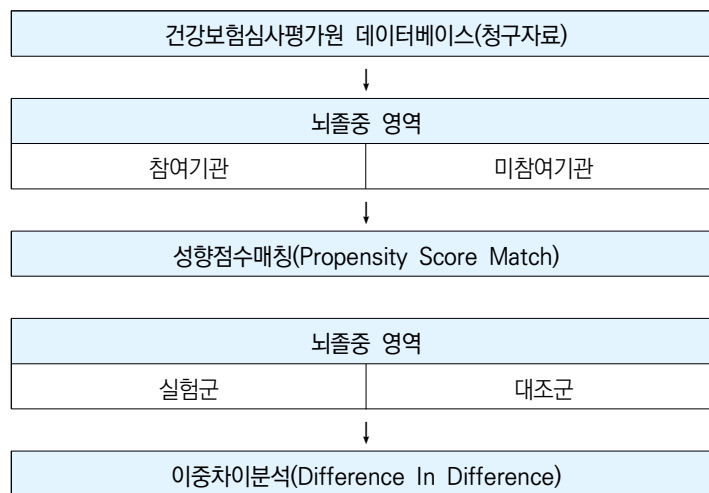 건강보험심사평가원 데이터베이스(청구자료)
↓
뇌졸중 영역
참여기관 미참여기관
↓
성향점수매칭(Propensity Score Match)
뇌졸중 영역
실험군 대조군
↓
이중차이분석(Difference In Difference)